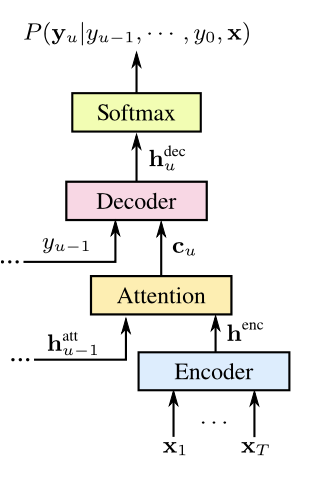 P(y_u|y_{u−1}, ⋯ , y_0, x)
Softmax
h_u^{dec}
Decoder
... y_{u−1}
c_u
Attention
... h_{u−1}^{att}
h^{enc}
Encoder
x_1 ... x_T